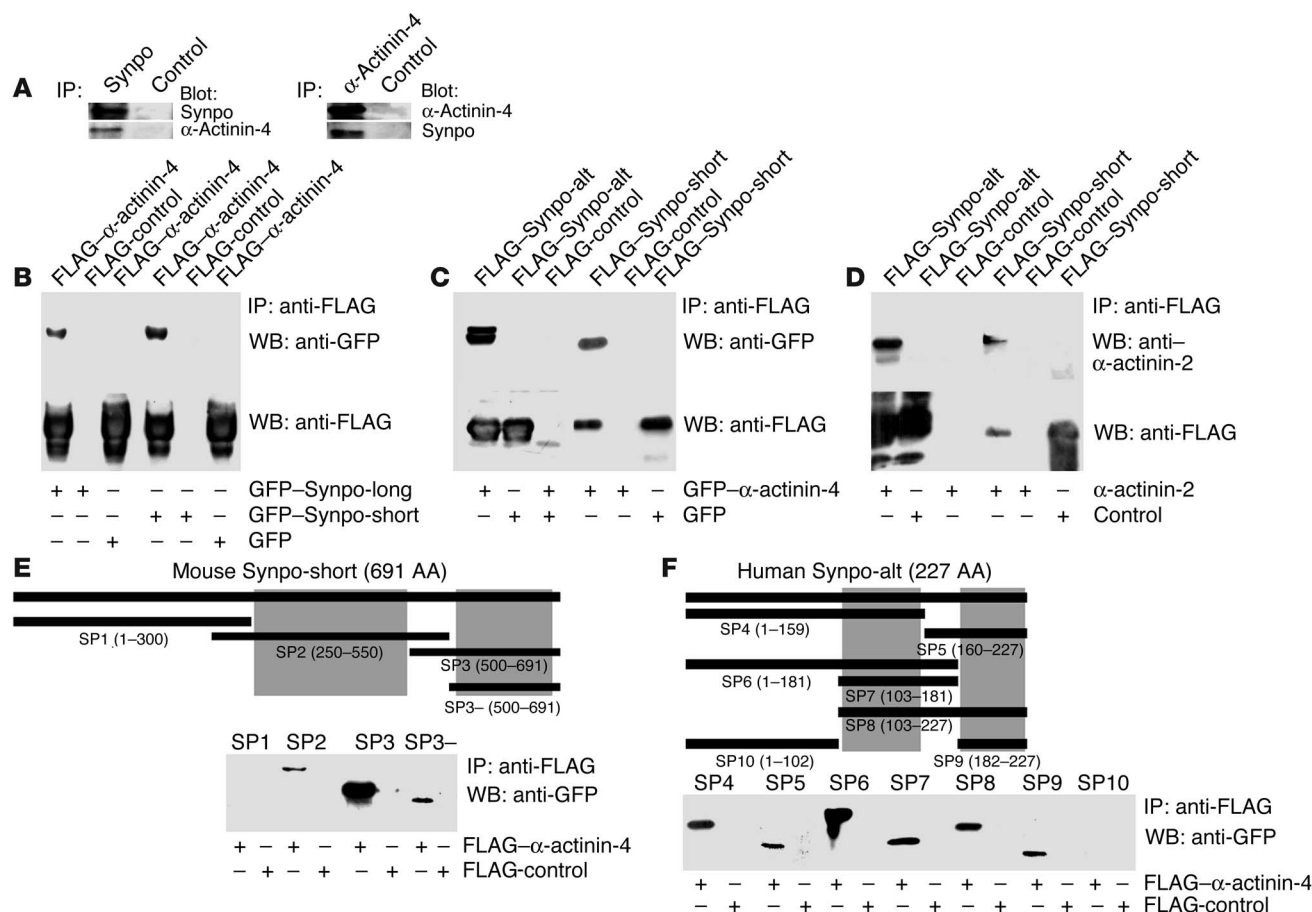 A
IP: Synpo Control Blot:
Synpo
α-Actinin-4
IP: α-Actinin-4 Control Blot:
α-Actinin-4
Synpo
B
FLAG–α-actinin-4 FLAG-control FLAG–α-actinin-4 FLAG–α-actinin-4 FLAG-control FLAG–α-actinin-4
IP: anti-FLAG
WB: anti-GFP
WB: anti-FLAG
+ + – – – – GFP–Synpo-long
– – – + + – GFP–Synpo-short
– – + – – + GFP
C
FLAG–Synpo-alt FLAG–Synpo-alt FLAG-control FLAG–Synpo-short FLAG-control FLAG–Synpo-short
IP: anti-FLAG
WB: anti-GFP
WB: anti-FLAG
+ – + + + – GFP–α-actinin-4
– + + – – + GFP
D
FLAG–Synpo-alt FLAG–Synpo-alt FLAG-control FLAG–Synpo-short FLAG-control FLAG–Synpo-short
IP: anti-FLAG
WB: anti–
α-actinin-2
WB: anti-FLAG
+ – + + + – α-actinin-2
– + – – – + Control
E
Mouse Synpo-short (691 AA)
SP1 (1–300)
SP2 (250–550)
SP3 (500–691)
SP3– (500–691)
SP1 SP2 SP3 SP3–
IP: anti-FLAG
WB: anti-GFP
+ – + – + – + – FLAG–α-actinin-4
– + – + – + – + FLAG-control
F
Human Synpo-alt (227 AA)
SP4 (1–159)
SP5 (160–227)
SP6 (1–181)
SP7 (103–181)
SP8 (103–227)
SP10 (1–102)
SP9 (182–227)
SP4 SP5 SP6 SP7 SP8 SP9 SP10
IP: anti-FLAG
WB: anti-GFP
+ – + – + – + – + – + – + – FLAG–α-actinin-4
– + – + – + – + – + – + – + FLAG-control